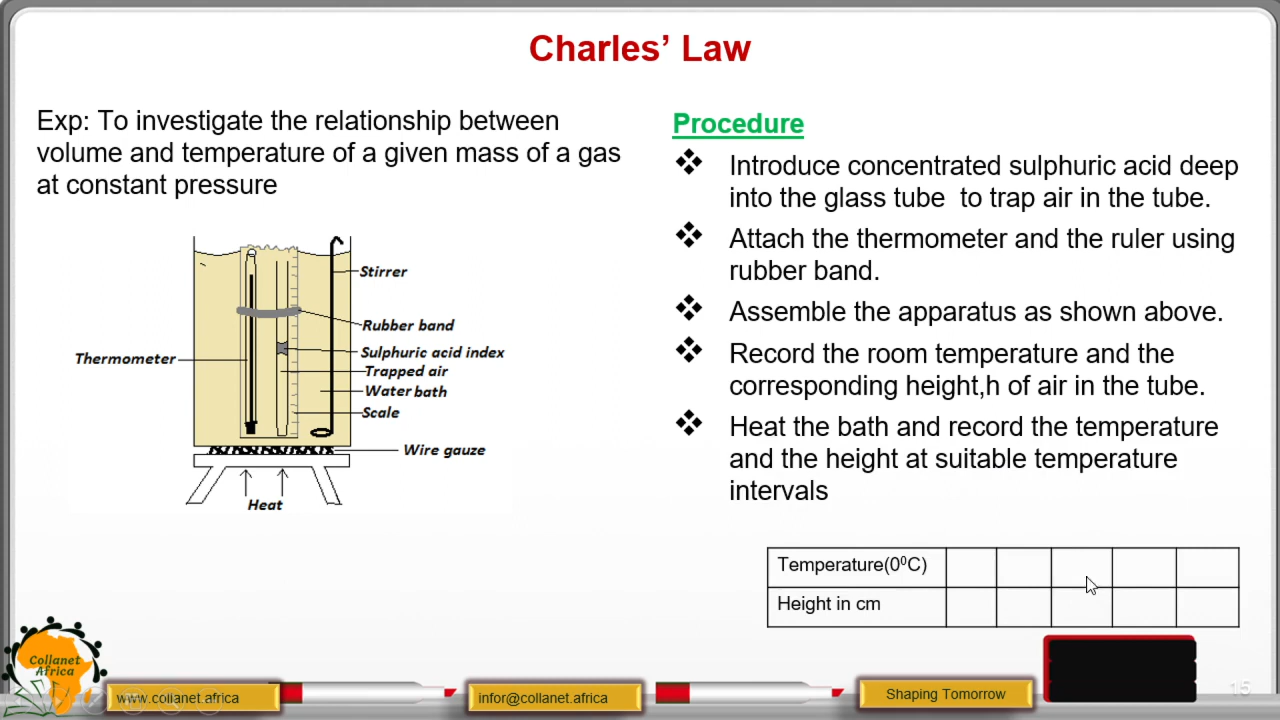 Charles’ Law
Exp: To investigate the relationship between
volume and temperature of a given mass of a gas
at constant pressure
Stirrer
Rubber band
Sulphuric acid index
Thermometer
Trapped air
Water bath
Scale
Wire gauze
Heat
Procedure
❖ Introduce concentrated sulphuric acid deep
into the glass tube to trap air in the tube.
❖ Attach the thermometer and the ruler using
rubber band.
❖ Assemble the apparatus as shown above.
❖ Record the room temperature and the
corresponding height,h of air in the tube.
❖ Heat the bath and record the temperature
and the height at suitable temperature
intervals
Temperature(0⁰C)
Height in cm
Collanet
Africa
www.collanet.africa
infor@collanet.africa
Shaping Tomorrow
15